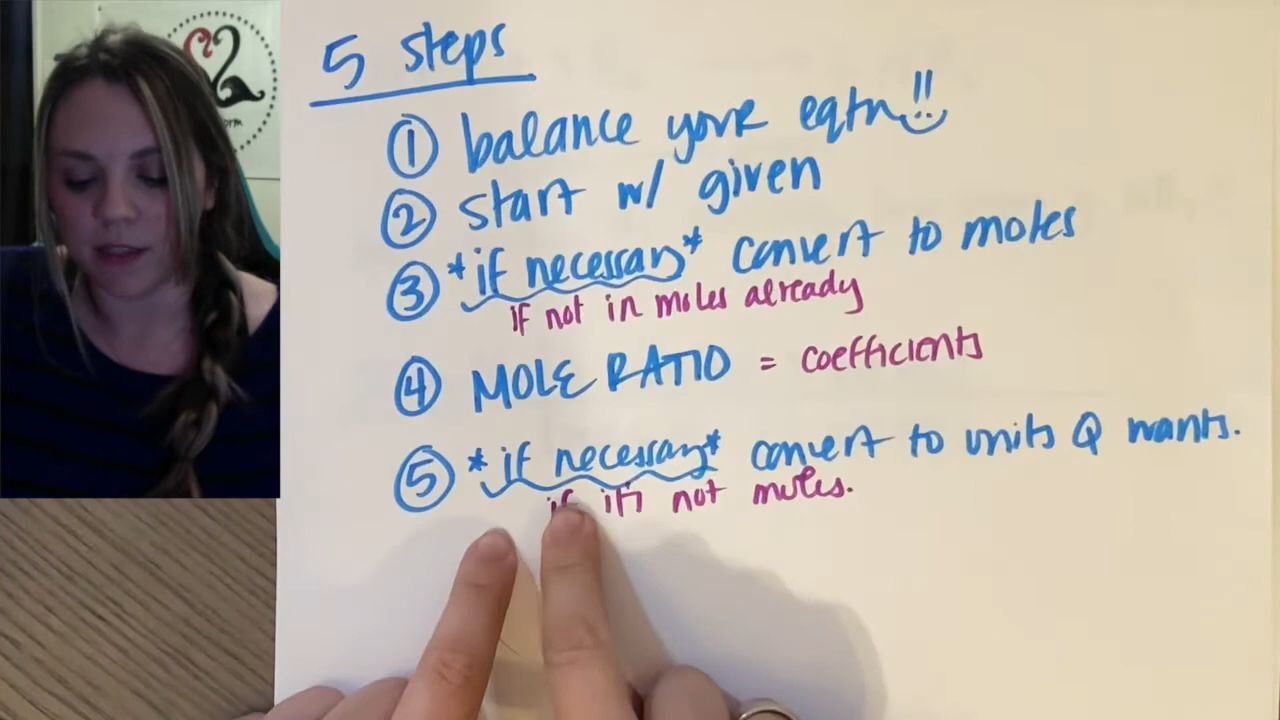 5 steps
① balance your eqtn!!
② start w/ given
③ *if necessary* convert to moles
if not in moles already
④ MOLE RATIO = coefficients
⑤ *if necessary* convert to units Q wants.
if it's not moles.